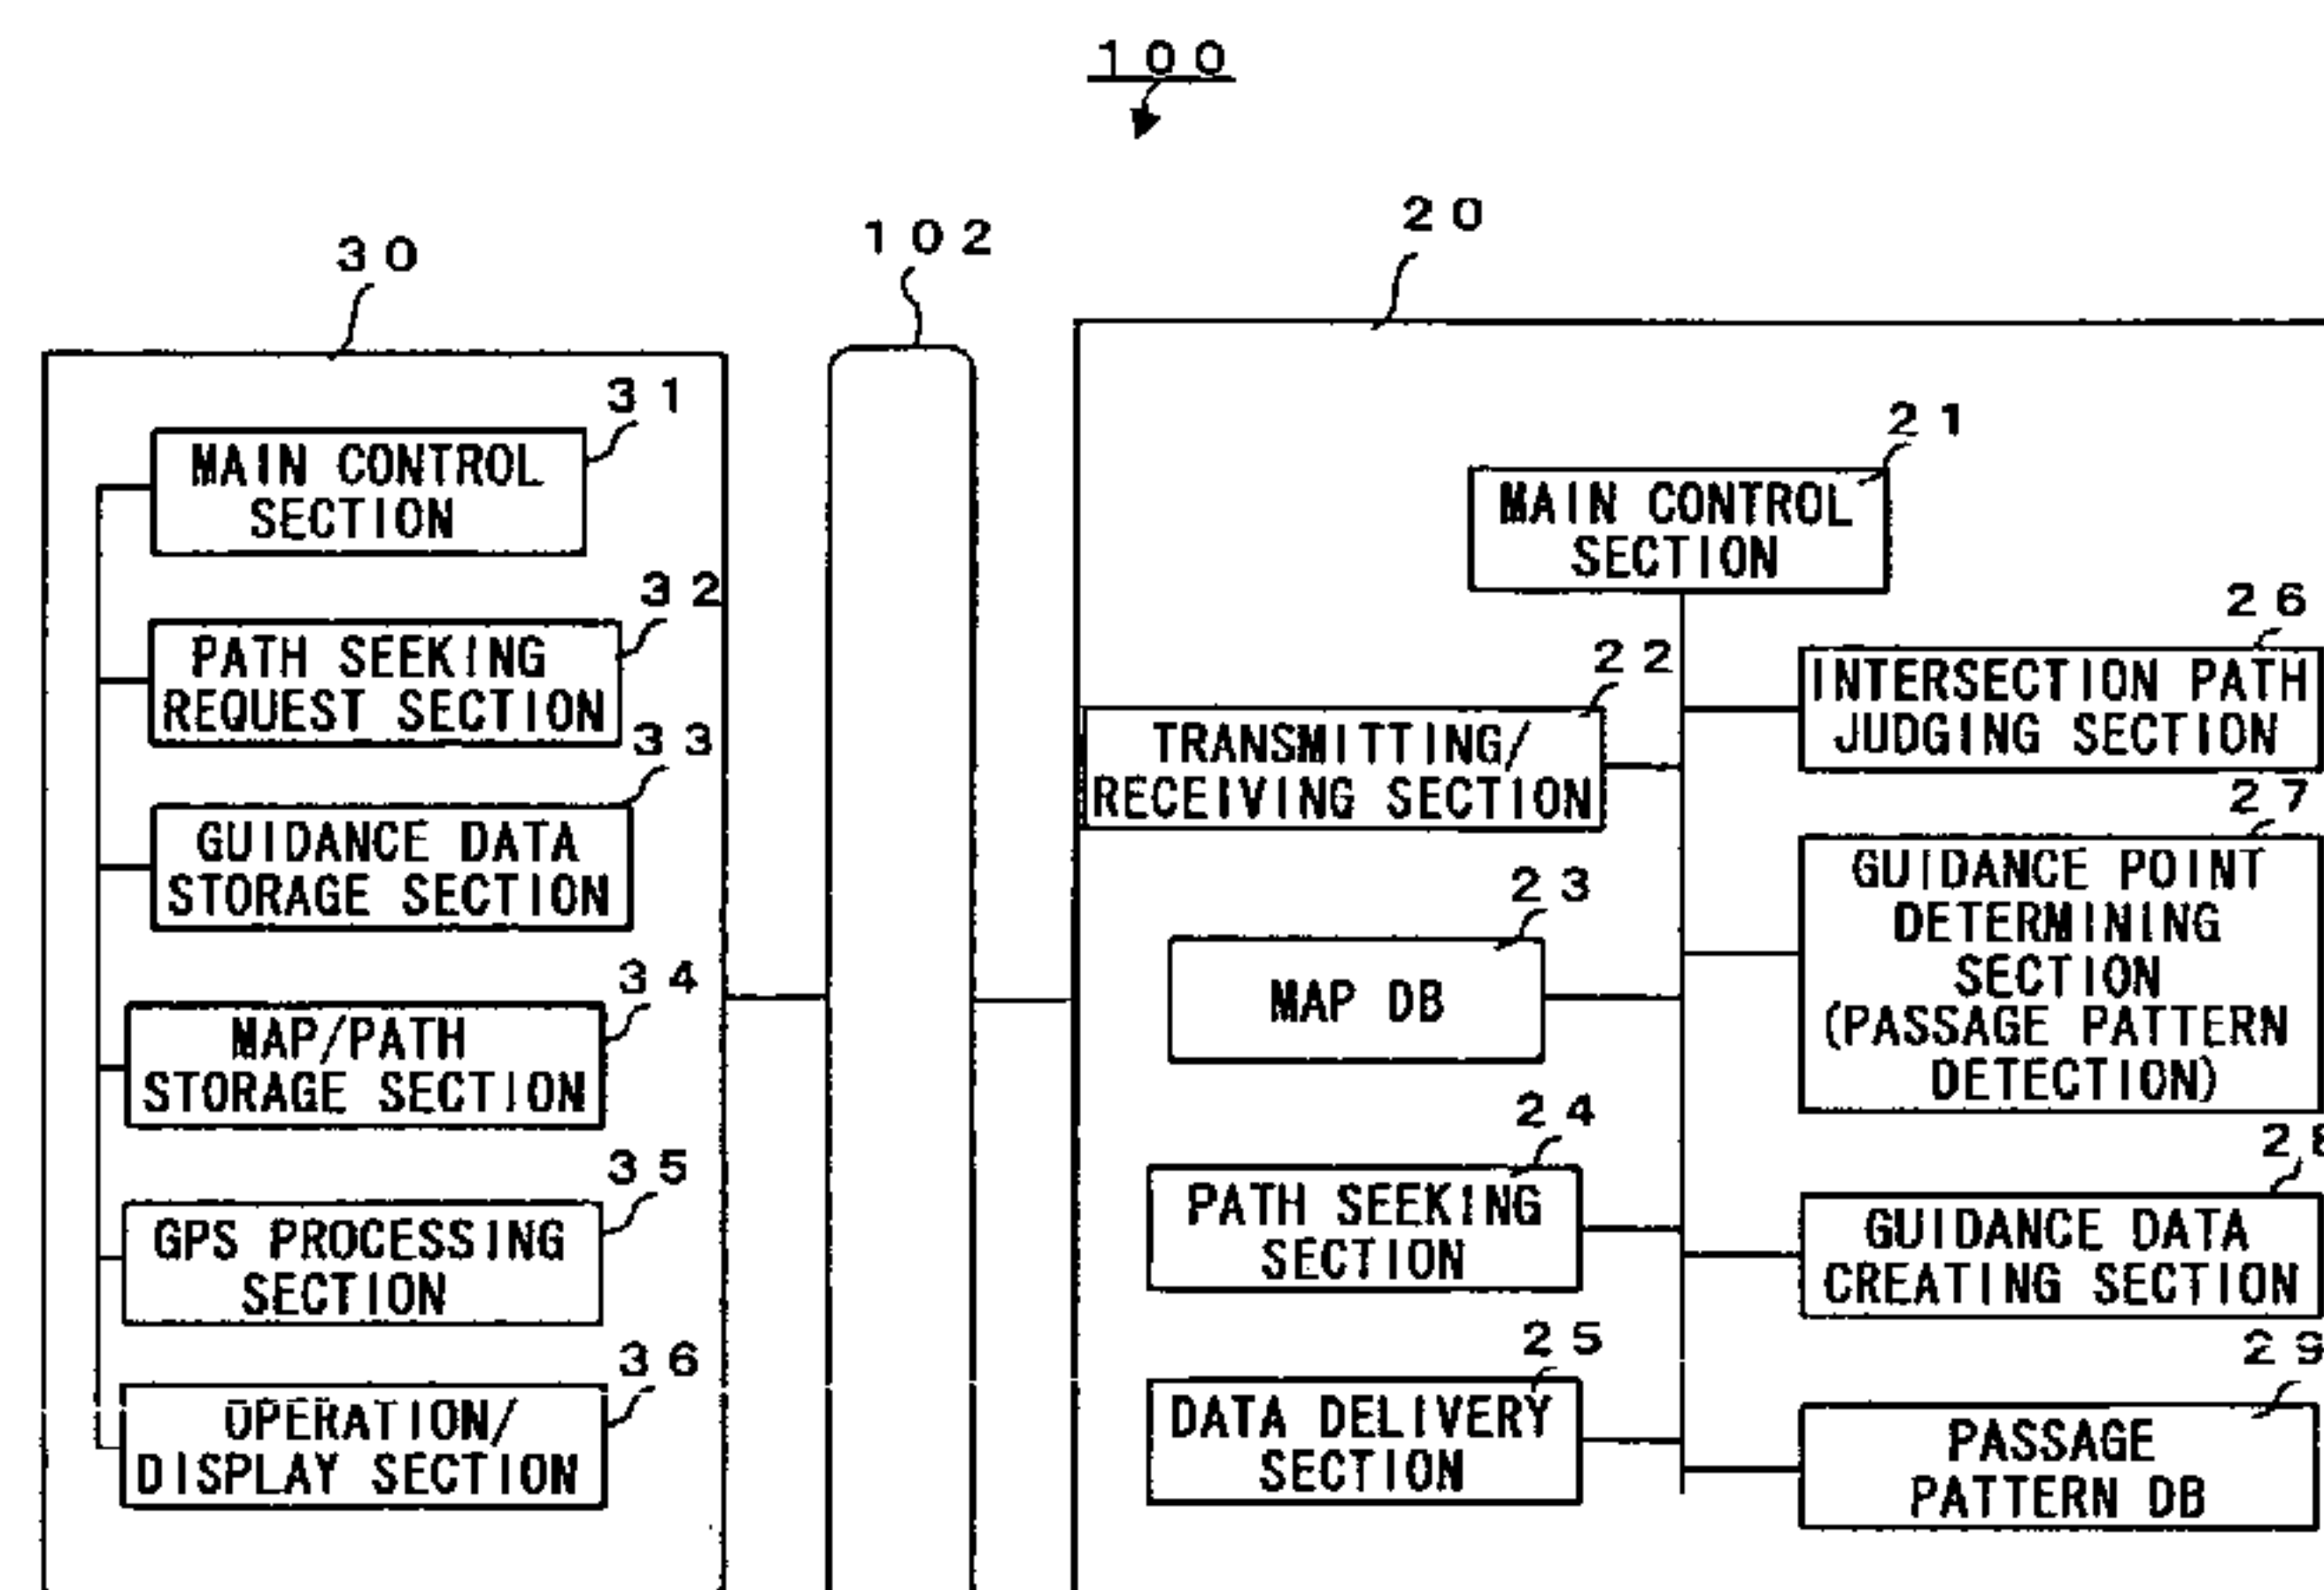 100
30
102
20
31
MAIN CONTROL
SECTION
32
PATH SEEKING
REQUEST SECTION
33
GUIDANCE DATA
STORAGE SECTION
34
MAP/PATH
STORAGE SECTION
35
GPS PROCESSING
SECTION
36
OPERATION/
DISPLAY SECTION
21
MAIN CONTROL
SECTION
22
TRANSMITTING/
RECEIVING SECTION
23
MAP DB
24
PATH SEEKING
SECTION
25
DATA DELIVERY
SECTION
26
INTERSECTION PATH
JUDGING SECTION
27
GUIDANCE POINT
DETERMINING
SECTION
(PASSAGE PATTERN
DETECTION)
28
GUIDANCE DATA
CREATING SECTION
29
PASSAGE
PATTERN DB